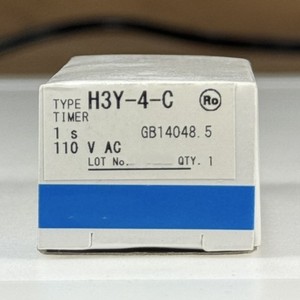 TYPE H3Y-4-C Ro
TIMER
1 s GB14048.5
110 V AC
LOT No. QTY. 1